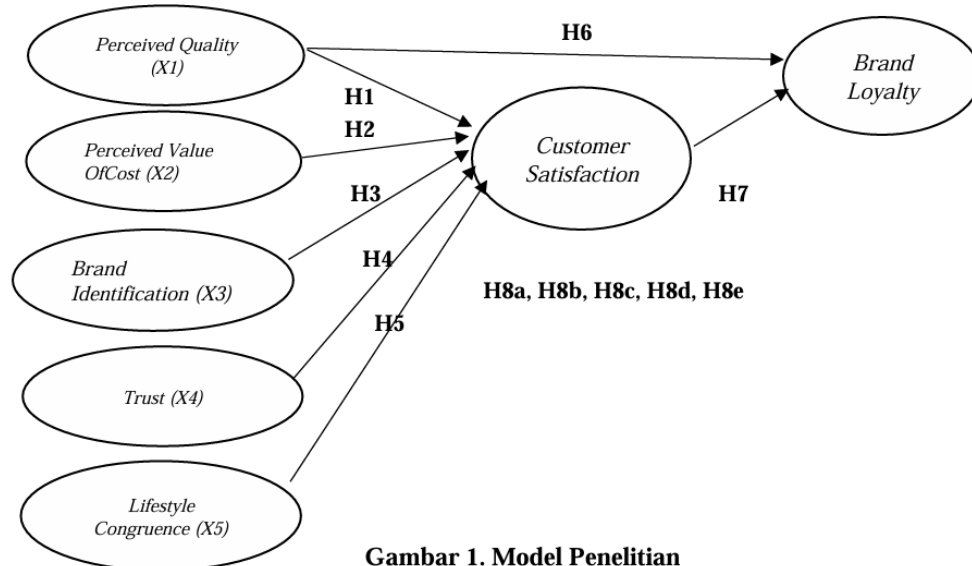 Perceived Quality
(X1)
H6
Brand
Loyalty
H1
H2
Perceived Value
OfCost (X2)
Customer
Satisfaction
H3
H7
Brand
Identification (X3)
H4
H8a, H8b, H8c, H8d, H8e
H5
Trust (X4)
Lifestyle
Congruence (X5)
Gambar 1. Model Penelitian